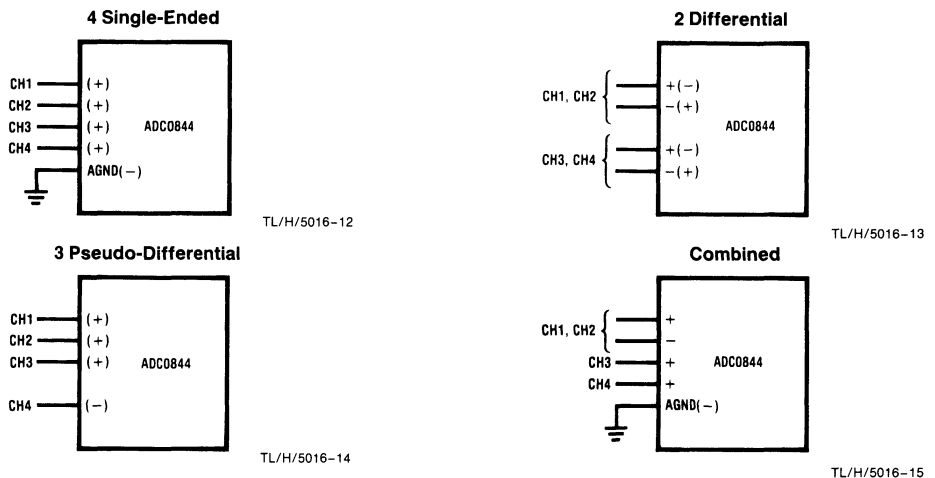 4 Single-Ended
CH1
(+)
CH2
(+)
CH3
(+)
ADC0844
CH4
(+)
AGND(−)
TL/H/5016–12
2 Differential
CH1, CH2
+(−)
−(+)
ADC0844
CH3, CH4
+(−)
−(+)
TL/H/5016–13
3 Pseudo-Differential
CH1
(+)
CH2
(+)
CH3
(+)
ADC0844
CH4
(−)
TL/H/5016–14
Combined
CH1, CH2
+
−
CH3
+
ADC0844
CH4
+
AGND(−)
TL/H/5016–15